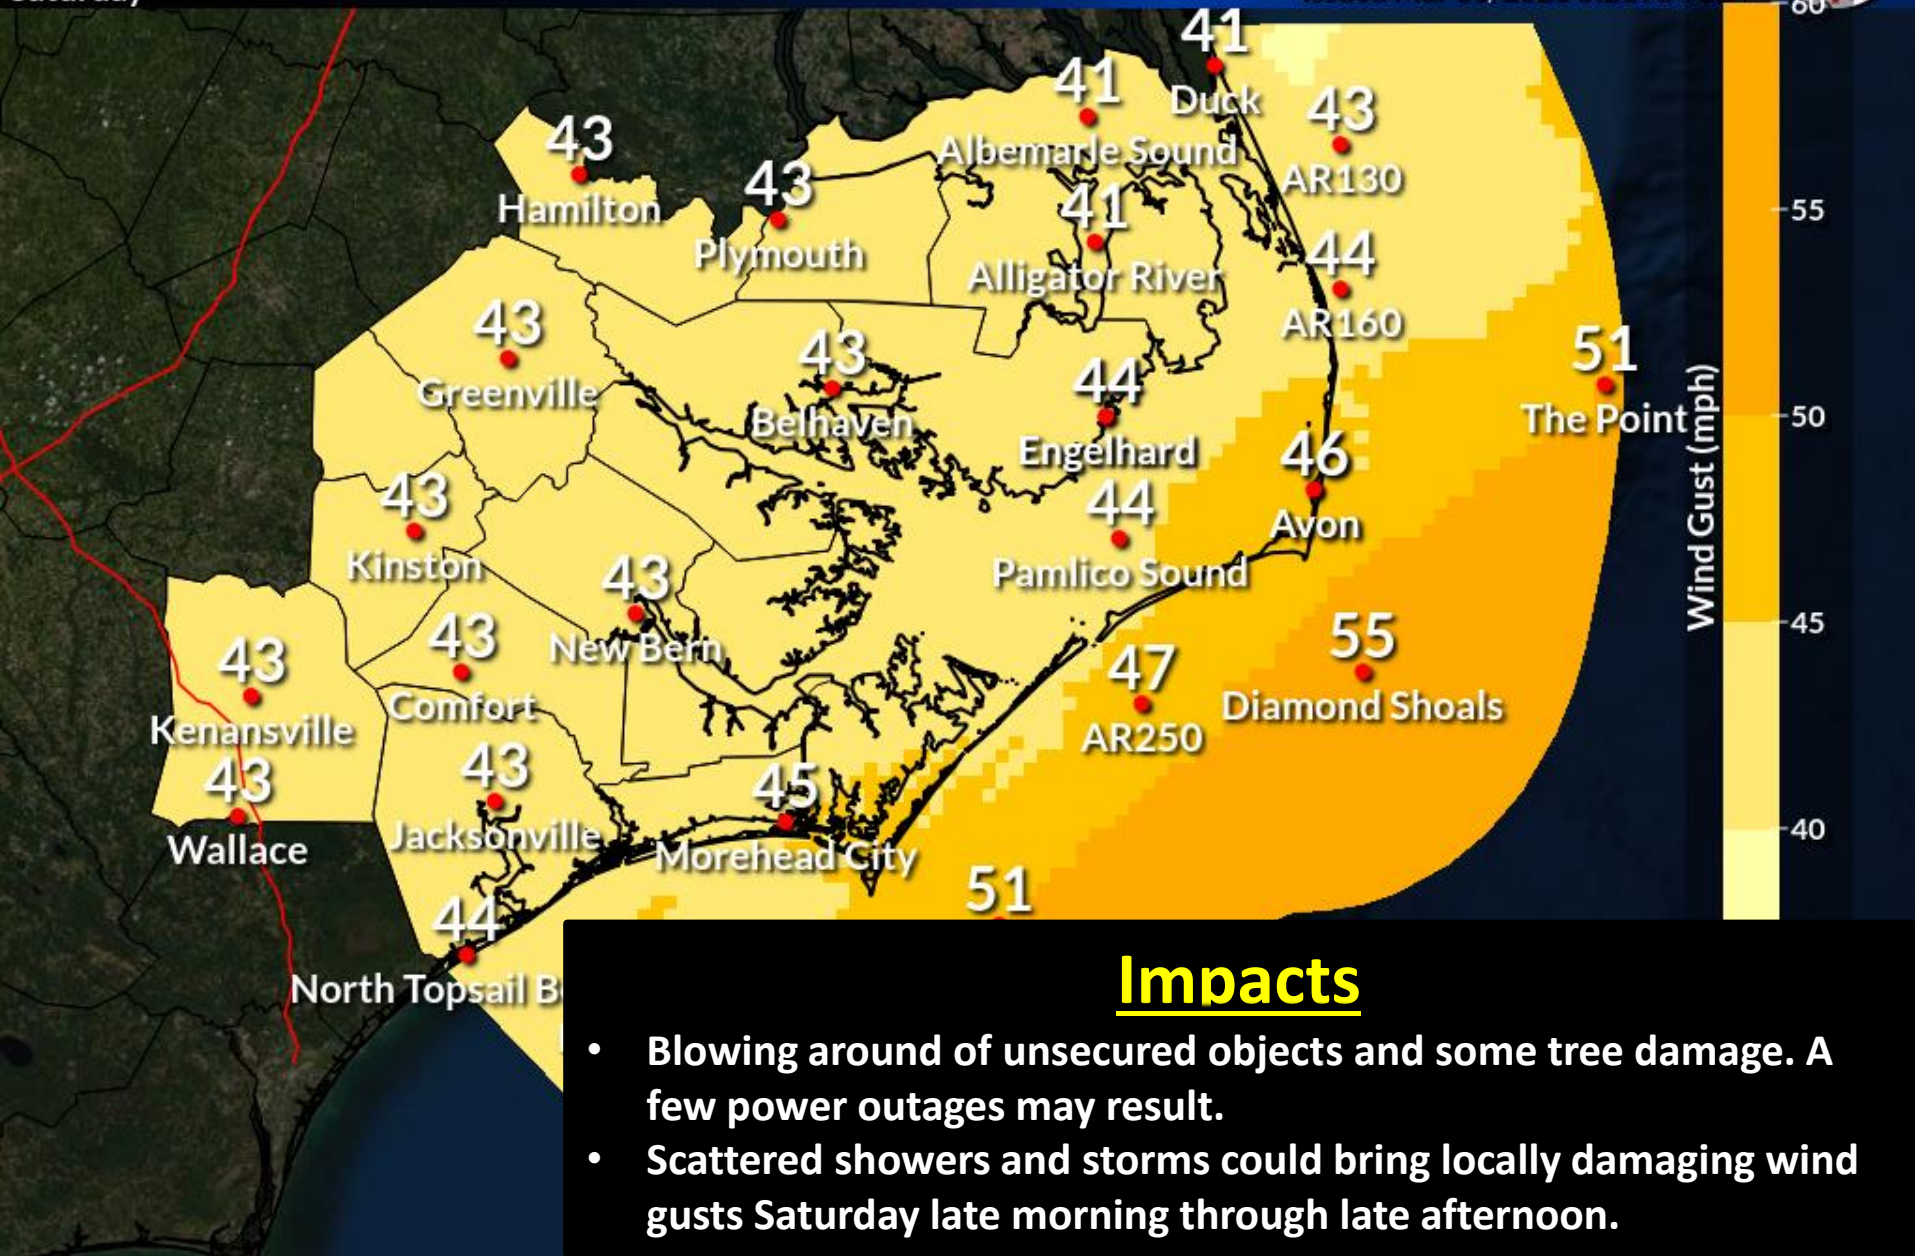 60
41
Duck
41
Albemarle Sound
43
AR130
43
Hamilton
43
Plymouth
41
Alligator River
55
44
AR160
43
Greenville
43
Belhaven
44
Engelhard
51
The Point
50
Wind Gust (mph)
46
Avon
43
Kinston
44
Pamlico Sound
43
New Bern
45
43
Kenansville
43
Comfort
47
AR250
55
Diamond Shoals
43
Wallace
43
Jacksonville
45
Morehead City
40
51
44
North Topsail B
Impacts
• Blowing around of unsecured objects and some tree damage. A
few power outages may result.
• Scattered showers and storms could bring locally damaging wind
gusts Saturday late morning through late afternoon.